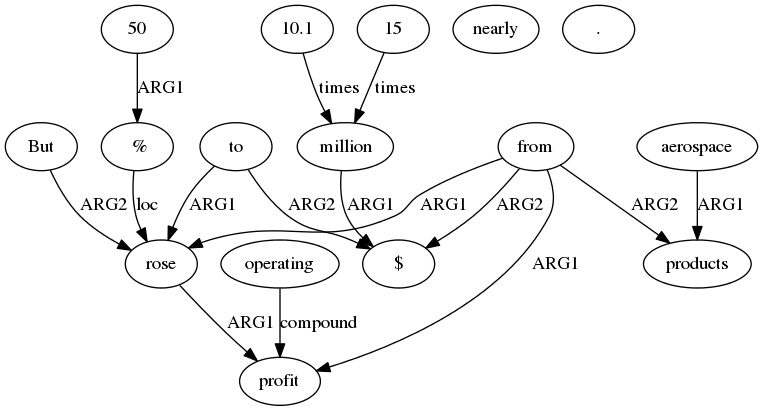 50 10.1 15 nearly .
ARG1 times times
But % to million from aerospace
ARG2 loc ARG1 ARG2 ARG1 ARG1 ARG2 ARG2 ARG1
rose operating $ products
ARG1 compound ARG1
profit